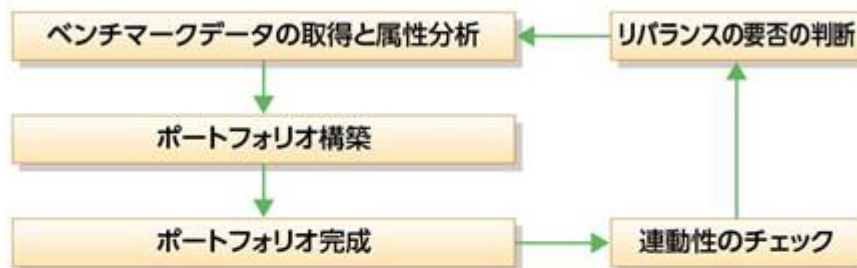 ベンチマークデータの取得と属性分析
リバランスの要否の判断
ポートフォリオ構築
ポートフォリオ完成
連動性のチェック